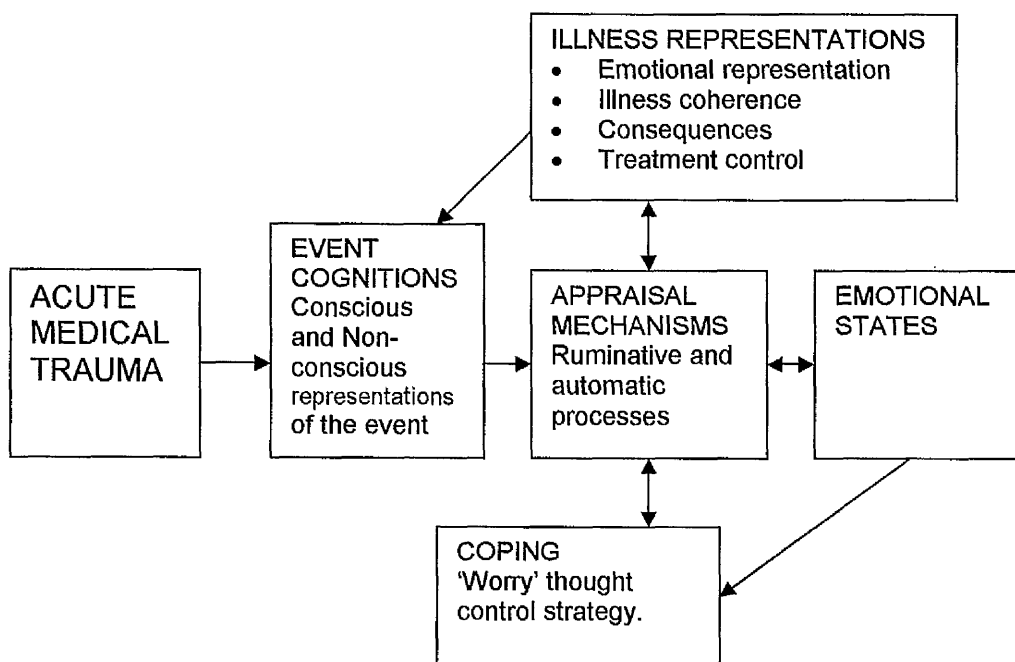 ILLNESS REPRESENTATIONS
• Emotional representation
• Illness coherence
• Consequences
• Treatment control
ACUTE
MEDICAL
TRAUMA
EVENT
COGNITIONS
Conscious
and Non-
conscious
representations
of the event
APPRAISAL
MECHANISMS
Ruminative and
automatic
processes
EMOTIONAL
STATES
COPING
‘Worry’ thought
control strategy.